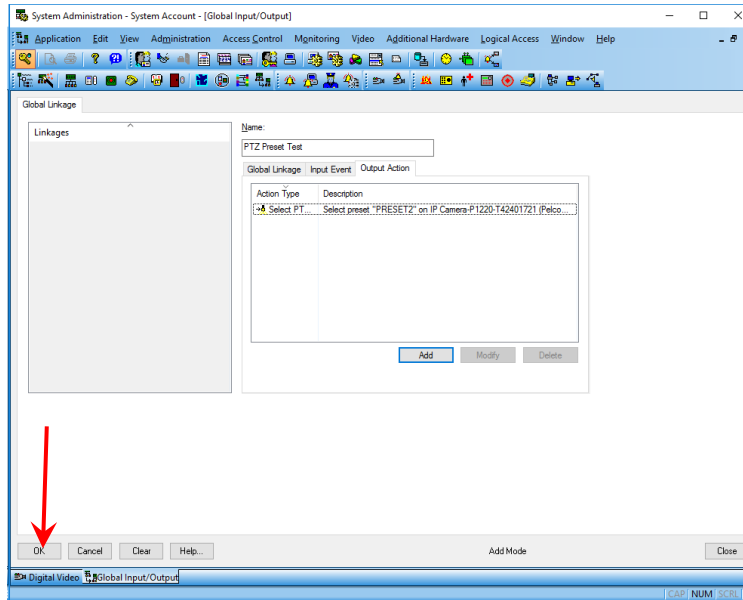 System Administration - System Account - [Global Input/Output]
Application Edit View Administration Access Control Monitoring Video Additional Hardware Logical Access Window Help
Global Linkage
Linkages
Name:
PTZ Preset Test
Global Linkage Input Event Output Action
Action Type Description
Select PT... Select preset "PRESET2" on IP Camera-P1220-T42401721 (Pelco...
Add Modify Delete
OK Cancel Clear Help... Add Mode Close
Digital Video Global Input/Output
CAP NUM SCRL